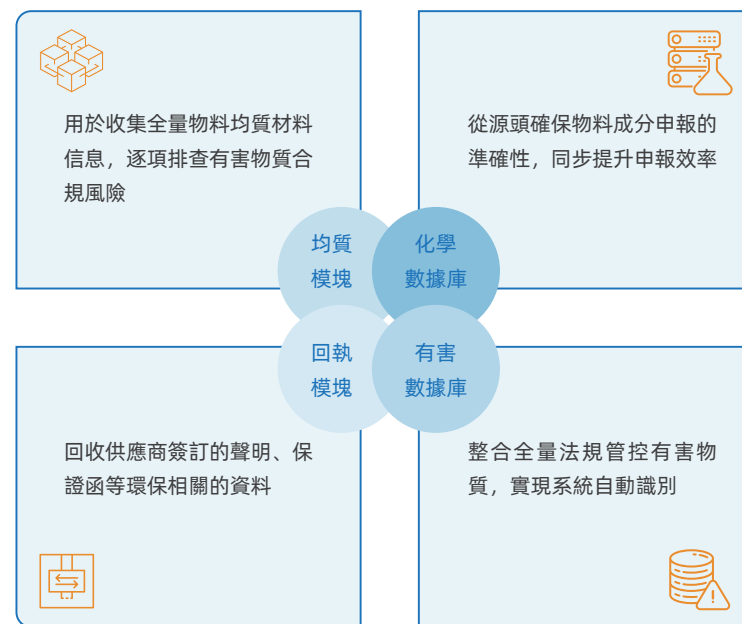 用於收集全量物料均質材料
信息，逐項排查有害物質合
規風險
從源頭確保物料成分申報的
準確性，同步提升申報效率
均質
模塊
化學
數據庫
回執
模塊
有害
數據庫
回收供應商簽訂的聲明、保
證函等環保相關的資料
整合全量法規管控有害物
質，實現系統自動識別